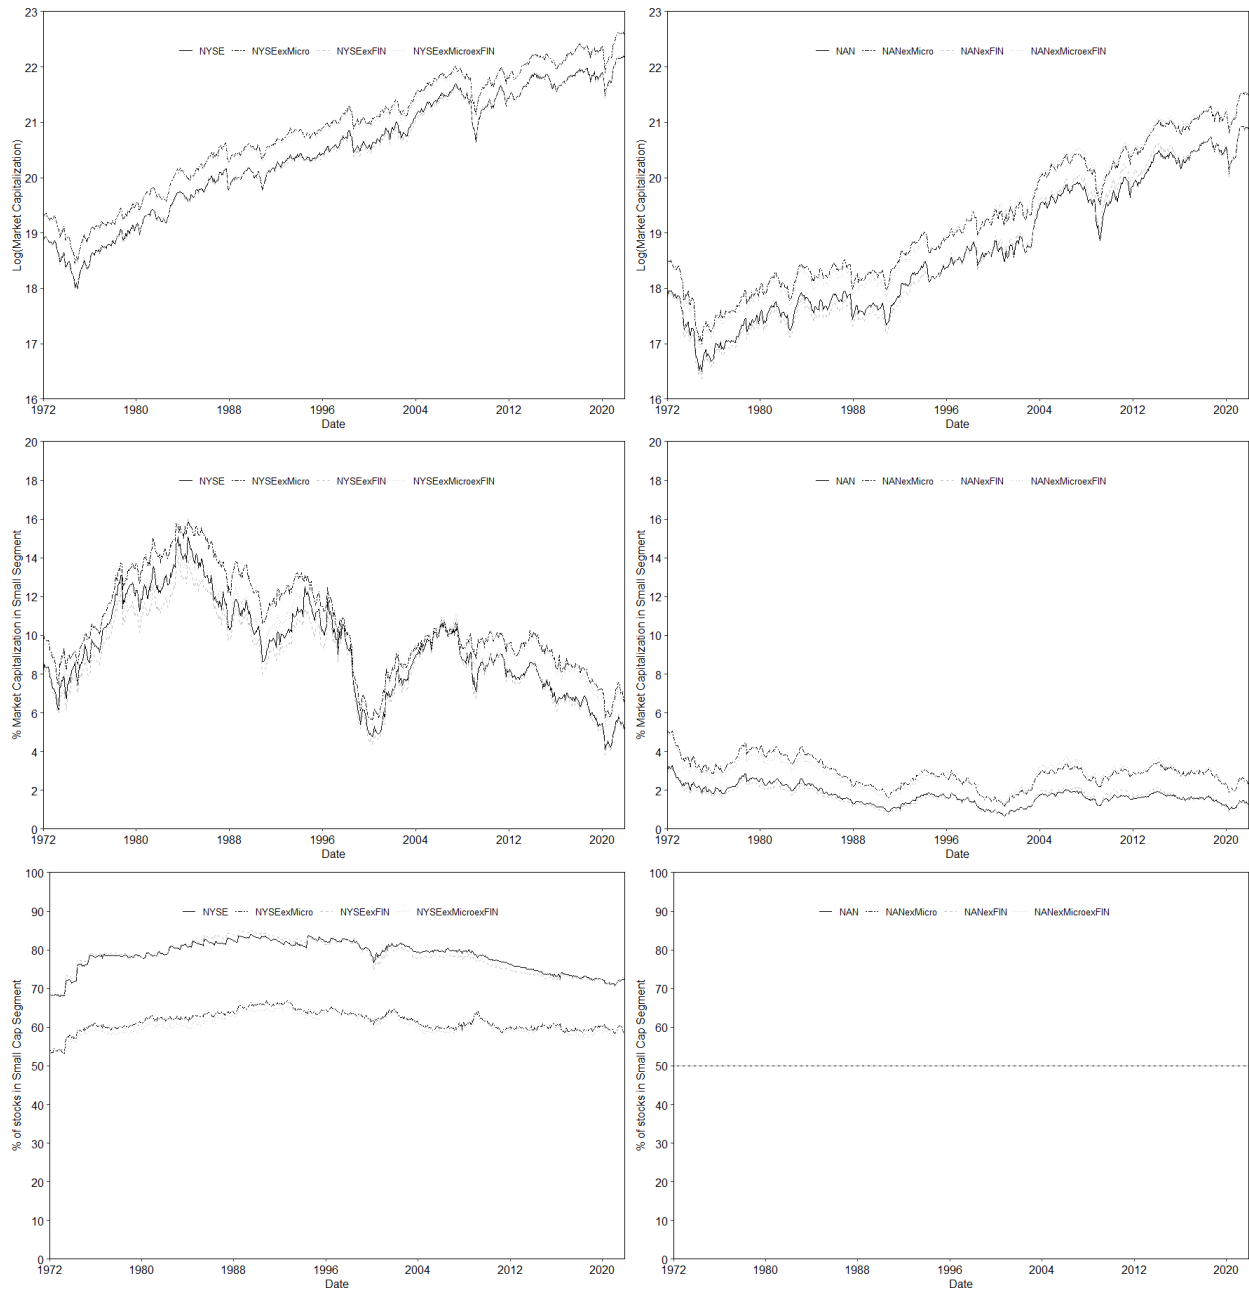 23
22
21
20
19
18
17
16
Log(Market Capitalization)
NYSE NYSEexMicro NYSEexFIN NYSEexMicroexFIN
1972 1980 1988 1996 2004 2012 2020
Date
23
22
21
20
19
18
17
16
Log(Market Capitalization)
NAN NANexMicro NANexFIN NANexMicroexFIN
1972 1980 1988 1996 2004 2012 2020
Date
20
18
16
14
12
10
8
6
4
2
0
% Market Capitalization in Small Segment
NYSE NYSEexMicro NYSEexFIN NYSEexMicroexFIN
1972 1980 1988 1996 2004 2012 2020
Date
20
18
16
14
12
10
8
6
4
2
0
% Market Capitalization in Small Segment
NAN NANexMicro NANexFIN NANexMicroexFIN
1972 1980 1988 1996 2004 2012 2020
Date
100
90
80
70
60
50
40
30
20
10
0
% of stocks in Small Cap Segment
NYSE NYSEexMicro NYSEexFIN NYSEexMicroexFIN
1972 1980 1988 1996 2004 2012 2020
Date
100
90
80
70
60
50
40
30
20
10
0
% of stocks in Small Cap Segment
NAN NANexMicro NANexFIN NANexMicroexFIN
1972 1980 1988 1996 2004 2012 2020
Date